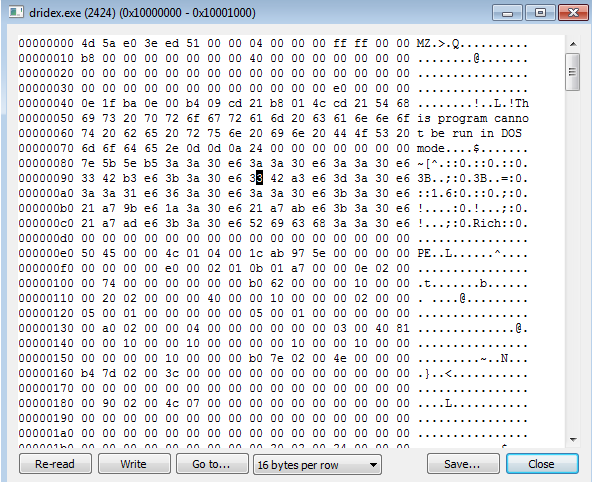 dridex.exe (2424) (0x10000000 - 0x10001000)
00000000 4d 5a e0 3e ed 51 00 00 04 00 00 00 ff ff 00 00 MZ.>.Q..........
00000010 b8 00 00 00 00 00 00 00 40 00 00 00 00 00 00 00 ........@.......
00000020 00 00 00 00 00 00 00 00 00 00 00 00 00 00 00 00 ................
00000030 00 00 00 00 00 00 00 00 00 00 00 00 e0 00 00 00 ................
00000040 0e 1f ba 0e 00 b4 09 cd 21 b8 01 4c cd 21 54 68 ........!..L.!Th
00000050 69 73 20 70 72 6f 67 72 61 6d 20 63 61 6e 6e 6f is program canno
00000060 74 20 62 65 20 72 75 6e 20 69 6e 20 44 4f 53 20 t be run in DOS
00000070 6d 6f 64 65 2e 0d 0d 0a 24 00 00 00 00 00 00 00 mode....$.......
00000080 7e 5b 5e b5 3a 3a 30 e6 3a 3a 30 e6 3a 3a 30 e6 ~[^.::0.::0.::0.
00000090 33 42 b3 e6 3b 3a 30 e6 33 42 a3 e6 3d 3a 30 e6 3B..;:0.3B..=:0.
000000a0 3a 3a 31 e6 36 3a 30 e6 3a 3a 30 e6 3b 3a 30 e6 ::1.6:0.::0.;:0.
000000b0 21 a7 9b e6 1a 3a 30 e6 21 a7 ab e6 3b 3a 30 e6 !....:0.!...;:0.
000000c0 21 a7 ad e6 3b 3a 30 e6 52 69 63 68 3a 3a 30 e6 !...;:0.Rich::0.
000000d0 00 00 00 00 00 00 00 00 00 00 00 00 00 00 00 00 ................
000000e0 50 45 00 00 4c 01 04 00 1c ab 97 5e 00 00 00 00 PE..L......^....
000000f0 00 00 00 00 e0 00 02 01 0b 01 a7 00 00 0e 02 00 ................
00000100 00 74 00 00 00 00 00 00 b0 62 00 00 00 10 00 00 .t.......b......
00000110 00 20 02 00 00 00 40 00 00 10 00 00 00 02 00 00 . ....@.........
00000120 05 00 01 00 00 00 00 00 05 00 01 00 00 00 00 00 ................
00000130 00 a0 02 00 00 04 00 00 00 00 00 00 03 00 40 81 ..............@.
00000140 00 00 10 00 00 10 00 00 00 00 10 00 00 10 00 00 ................
00000150 00 00 00 00 10 00 00 00 b0 7e 02 00 4e 00 00 00 .........~..N...
00000160 b4 7d 02 00 3c 00 00 00 00 00 00 00 00 00 00 00 .}..<...........
00000170 00 00 00 00 00 00 00 00 00 00 00 00 00 00 00 00 ................
00000180 00 90 02 00 4c 07 00 00 00 00 00 00 00 00 00 00 ....L...........
00000190 00 00 00 00 00 00 00 00 00 00 00 00 00 00 00 00 ................
000001a0 00 00 00 00 00 00 00 00 00 00 00 00 00 00 00 00 ................
Re-read Write Go to... 16 bytes per row Save... Close